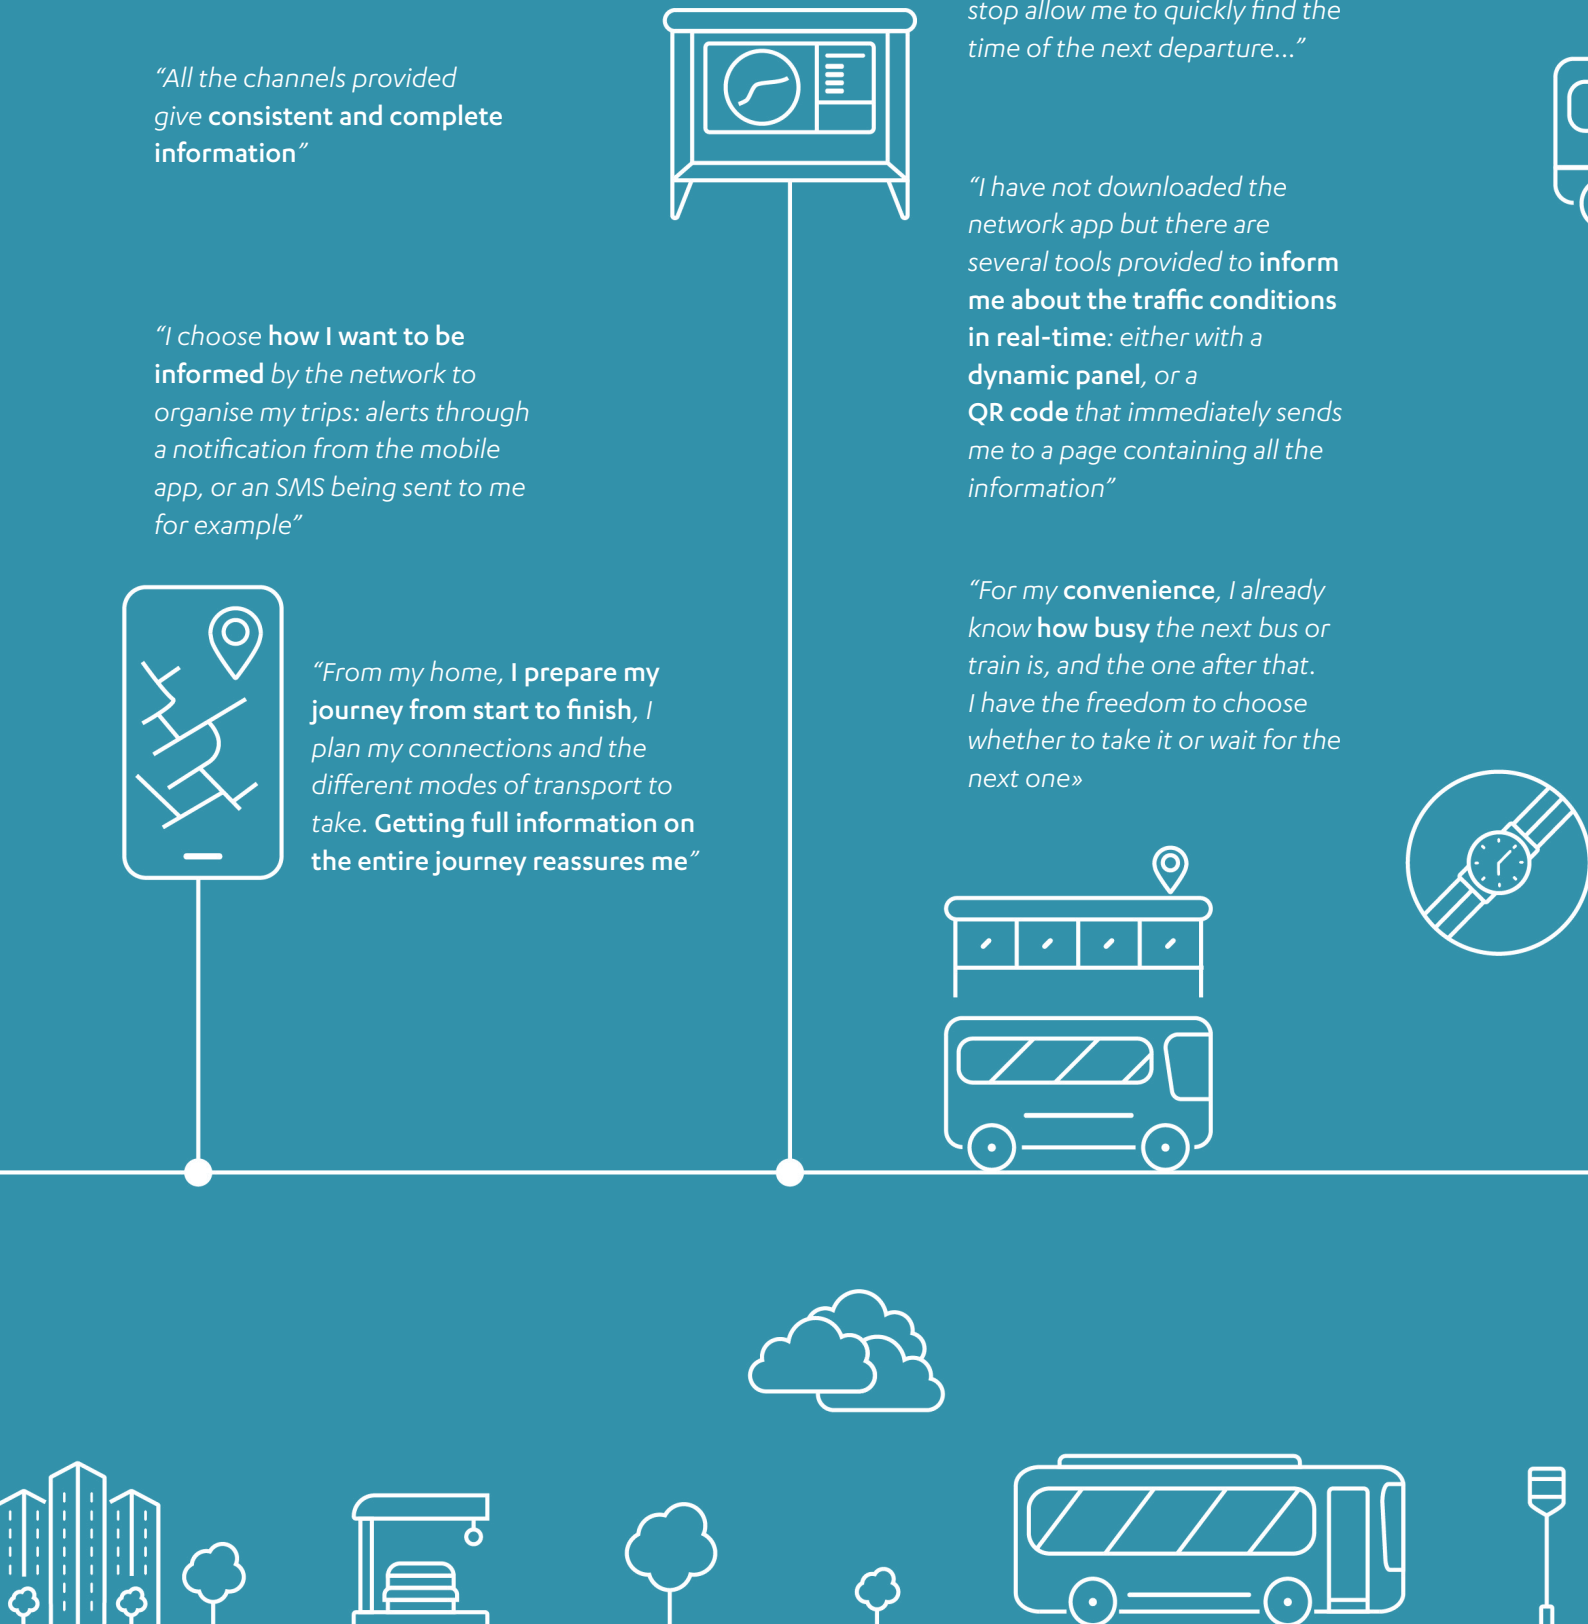 “All the channels provided
give consistent and complete
information”
“I choose how I want to be
informed by the network to
organise my trips: alerts through
a notification from the mobile
app, or an SMS being sent to me
for example”
“From my home, I prepare my
journey from start to finish, I
plan my connections and the
different modes of transport to
take. Getting full information on
the entire journey reassures me”
stop allow me to quickly find the
time of the next departure...”
“I have not downloaded the
network app but there are
several tools provided to inform
me about the traffic conditions
in real-time: either with a
dynamic panel, or a
QR code that immediately sends
me to a page containing all the
information”
“For my convenience, I already
know how busy the next bus or
train is, and the one after that.
I have the freedom to choose
whether to take it or wait for the
next one»